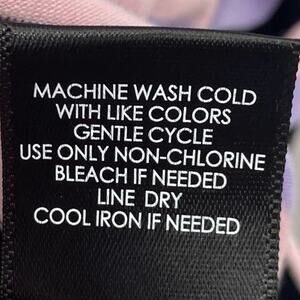 MACHINE WASH COLD
WITH LIKE COLORS
GENTLE CYCLE
USE ONLY NON-CHLORINE
BLEACH IF NEEDED
LINE DRY
COOL IRON IF NEEDED